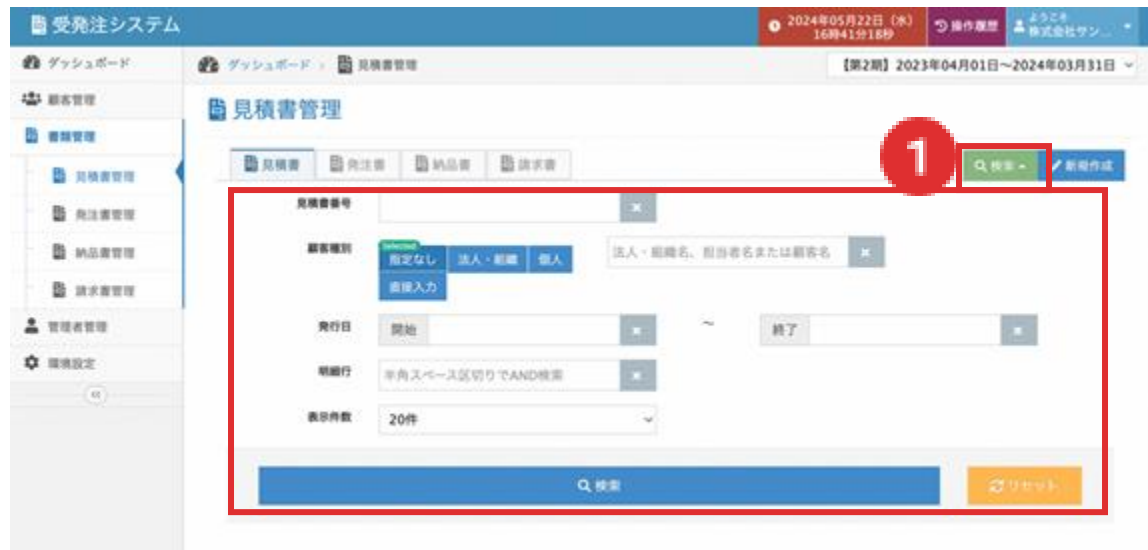 受発注システム
2024年05月22日（水）
16時41分18秒
操作履歴
ようこそ
株式会社サン...
ダッシュボード
顧客管理
書類管理
見積書管理
発注書管理
納品書管理
請求書管理
管理者管理
環境設定
ダッシュボード
見積書管理
【第2期】2023年04月01日～2024年03月31日
見積書管理
見積書
発注書
納品書
請求書
1
検索
新規作成
見積書番号
顧客種別
Selected
指定なし
法人・組織
個人
直接入力
法人・組織名、担当者名または顧客名
発行日
開始
～
終了
明細行
半角スペース区切りでAND検索
表示件数
20件
検索
リセット